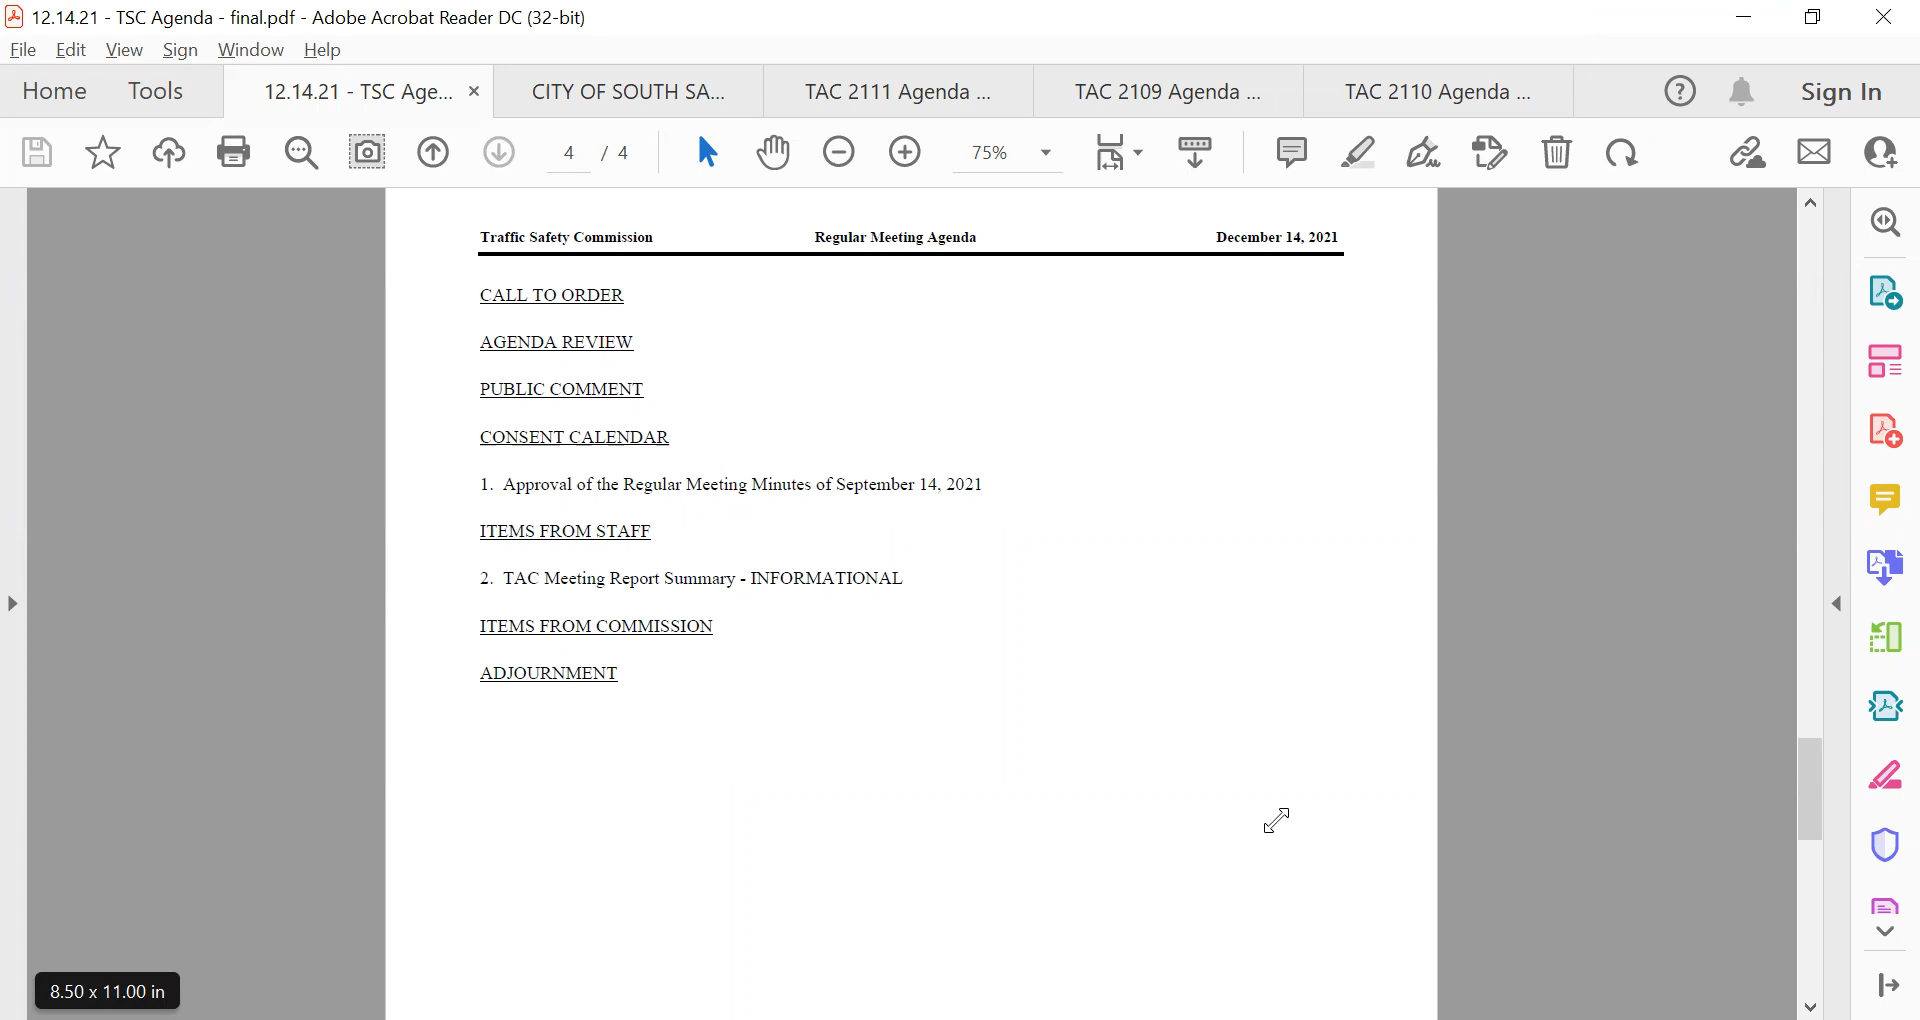 12.14.21 - TSC Agenda - final.pdf - Adobe Acrobat Reader DC (32-bit)
File Edit View Sign Window Help
Home Tools 12.14.21 - TSC Age... CITY OF SOUTH SA... TAC 2111 Agenda ... TAC 2109 Agenda ... TAC 2110 Agenda ... Sign In
4 / 4 75%
Traffic Safety Commission Regular Meeting Agenda December 14, 2021
CALL TO ORDER
AGENDA REVIEW
PUBLIC COMMENT
CONSENT CALENDAR
1. Approval of the Regular Meeting Minutes of September 14, 2021
ITEMS FROM STAFF
2. TAC Meeting Report Summary - INFORMATIONAL
ITEMS FROM COMMISSION
ADJOURNMENT
8.50 x 11.00 in